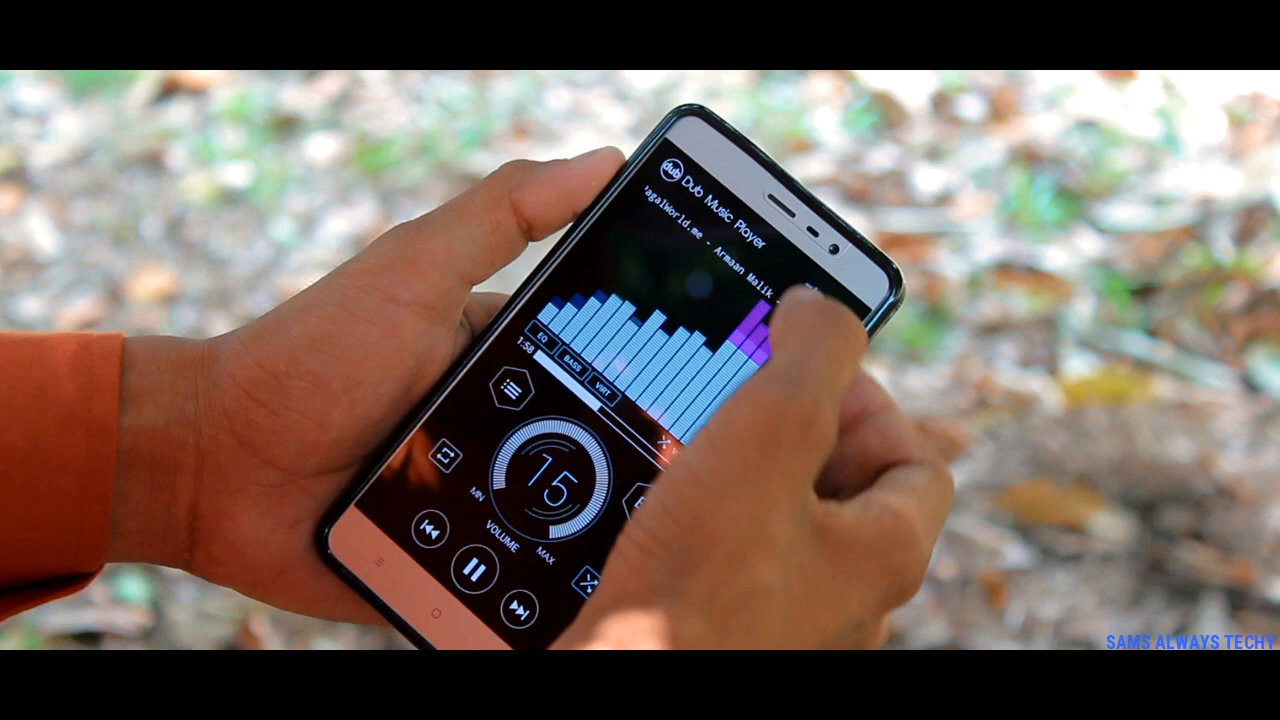 dub Dub Music Player
'agalWorld.me - Armaan Malik -
EQ BASS VIRT
1:58
15
MIN VOLUME MAX
SAMS ALWAYS TECHY